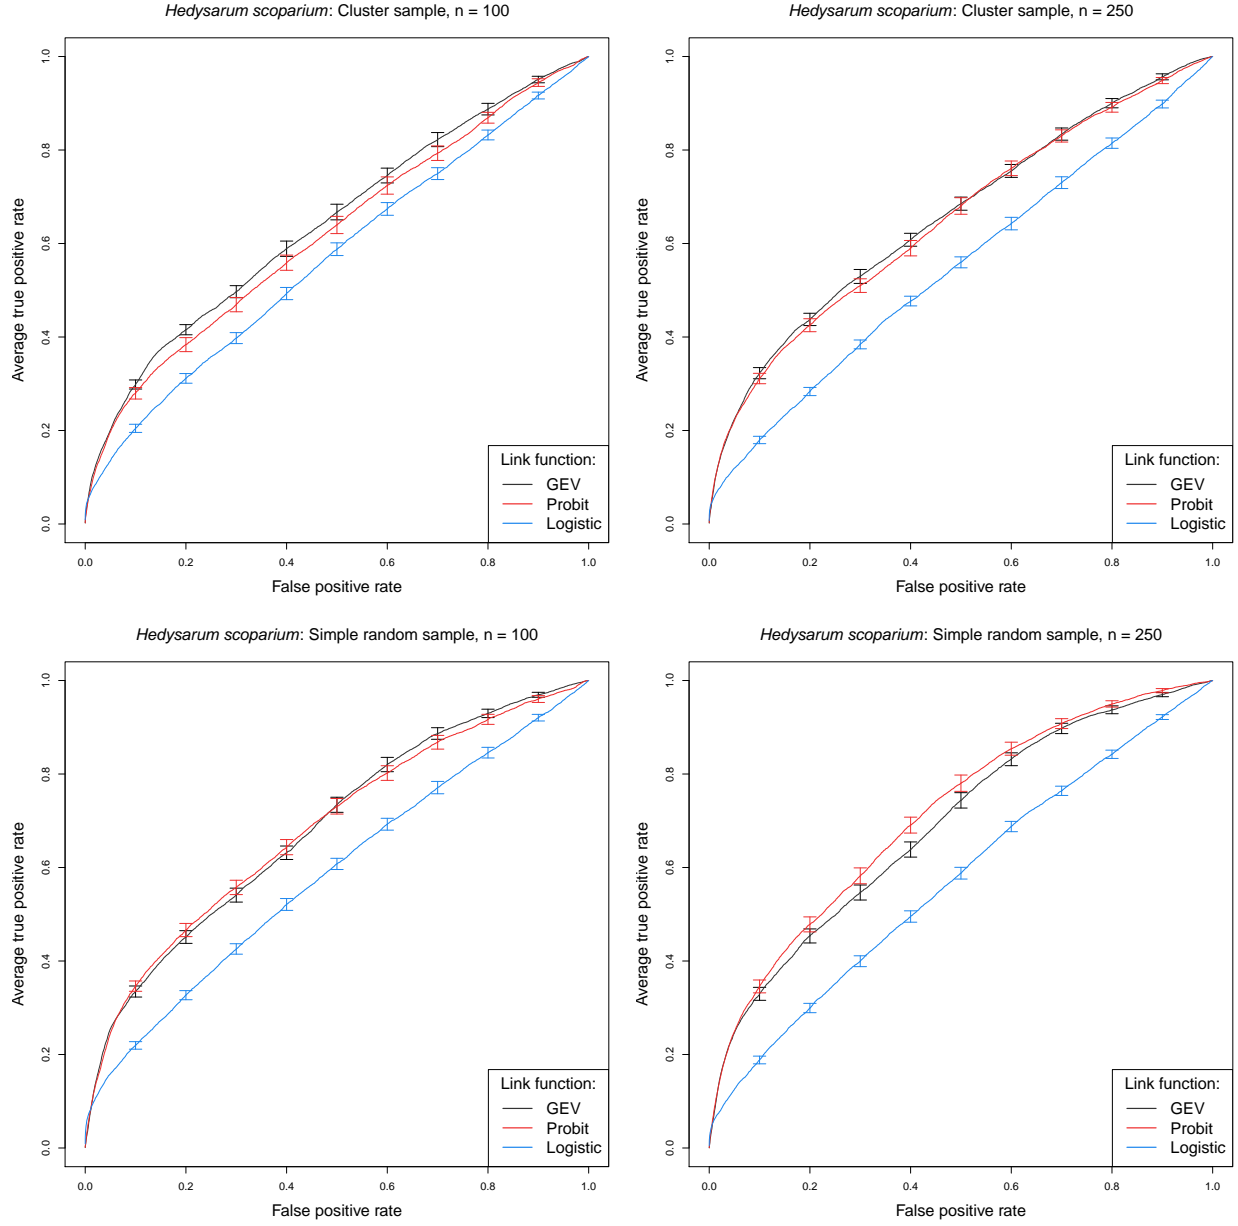 Hedysarum scoparium: Cluster sample, n = 100
Average true positive rate
1.0
0.8
0.6
0.4
0.2
0.0
Link function:
GEV
Probit
Logistic
0.0 0.2 0.4 0.6 0.8 1.0
False positive rate
Hedysarum scoparium: Cluster sample, n = 250
Average true positive rate
1.0
0.8
0.6
0.4
0.2
0.0
Link function:
GEV
Probit
Logistic
0.0 0.2 0.4 0.6 0.8 1.0
False positive rate
Hedysarum scoparium: Simple random sample, n = 100
Average true positive rate
1.0
0.8
0.6
0.4
0.2
0.0
Link function:
GEV
Probit
Logistic
0.0 0.2 0.4 0.6 0.8 1.0
False positive rate
Hedysarum scoparium: Simple random sample, n = 250
Average true positive rate
1.0
0.8
0.6
0.4
0.2
0.0
Link function:
GEV
Probit
Logistic
0.0 0.2 0.4 0.6 0.8 1.0
False positive rate